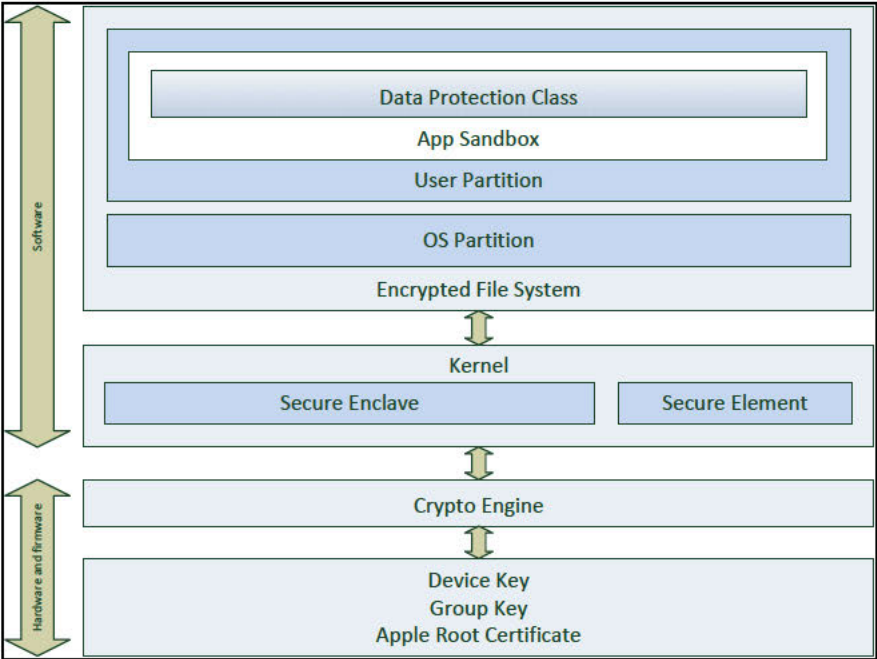 Software
Data Protection Class
App Sandbox
User Partition
OS Partition
Encrypted File System
Kernel
Secure Enclave
Secure Element
Hardware and firmware
Crypto Engine
Device Key
Group Key
Apple Root Certificate